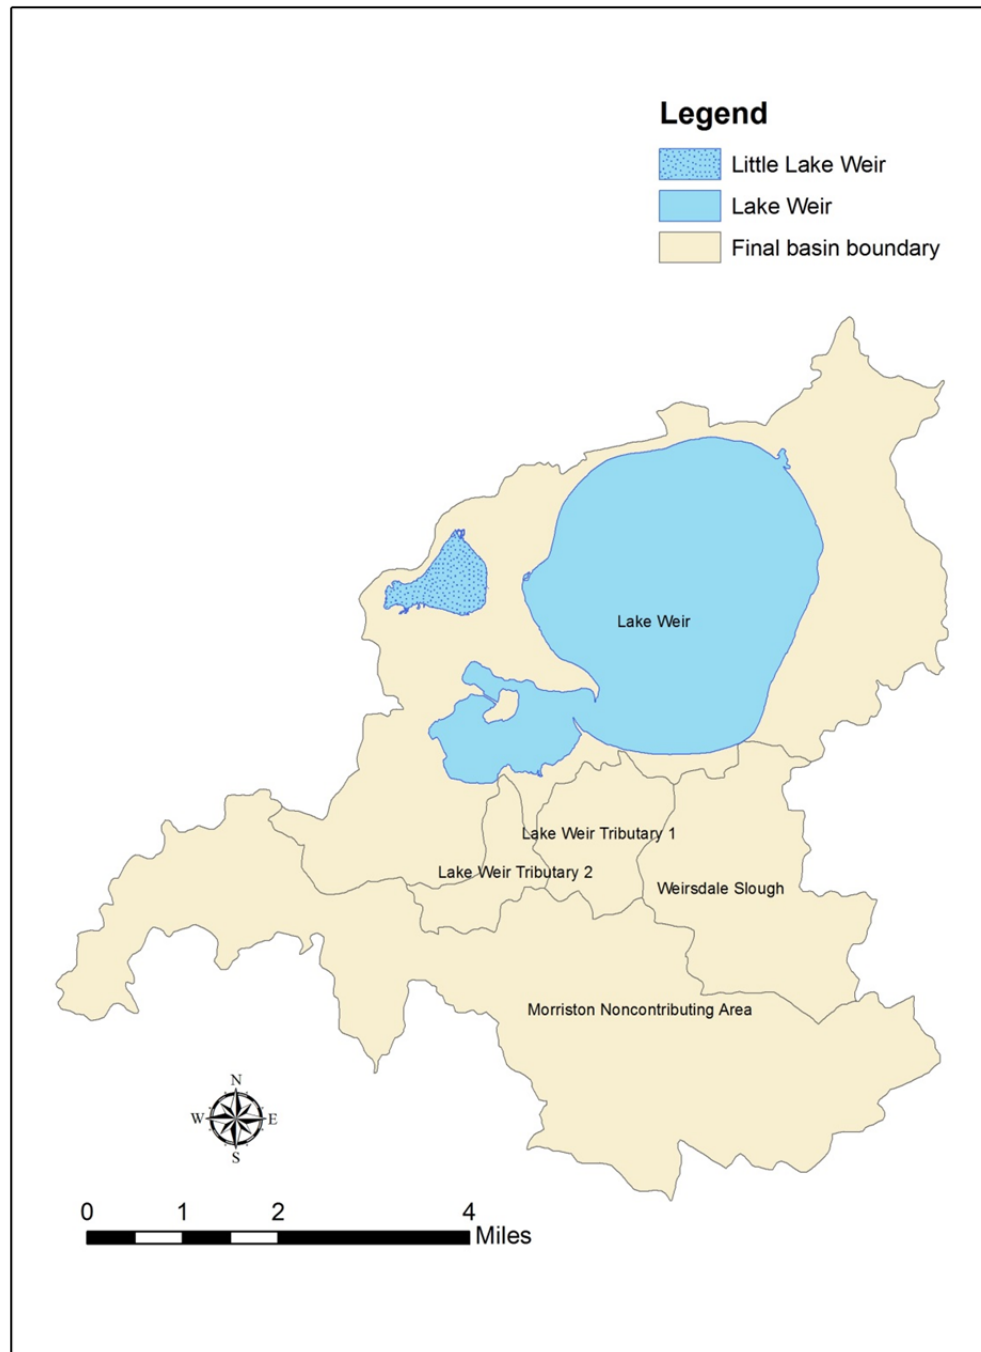 Legend
Little Lake Weir
Lake Weir
Final basin boundary
Lake Weir
Lake Weir Tributary 1
Lake Weir Tributary 2
Weirsdale Slough
Morriston Noncontributing Area
N
W E
S
0 1 2 4
Miles